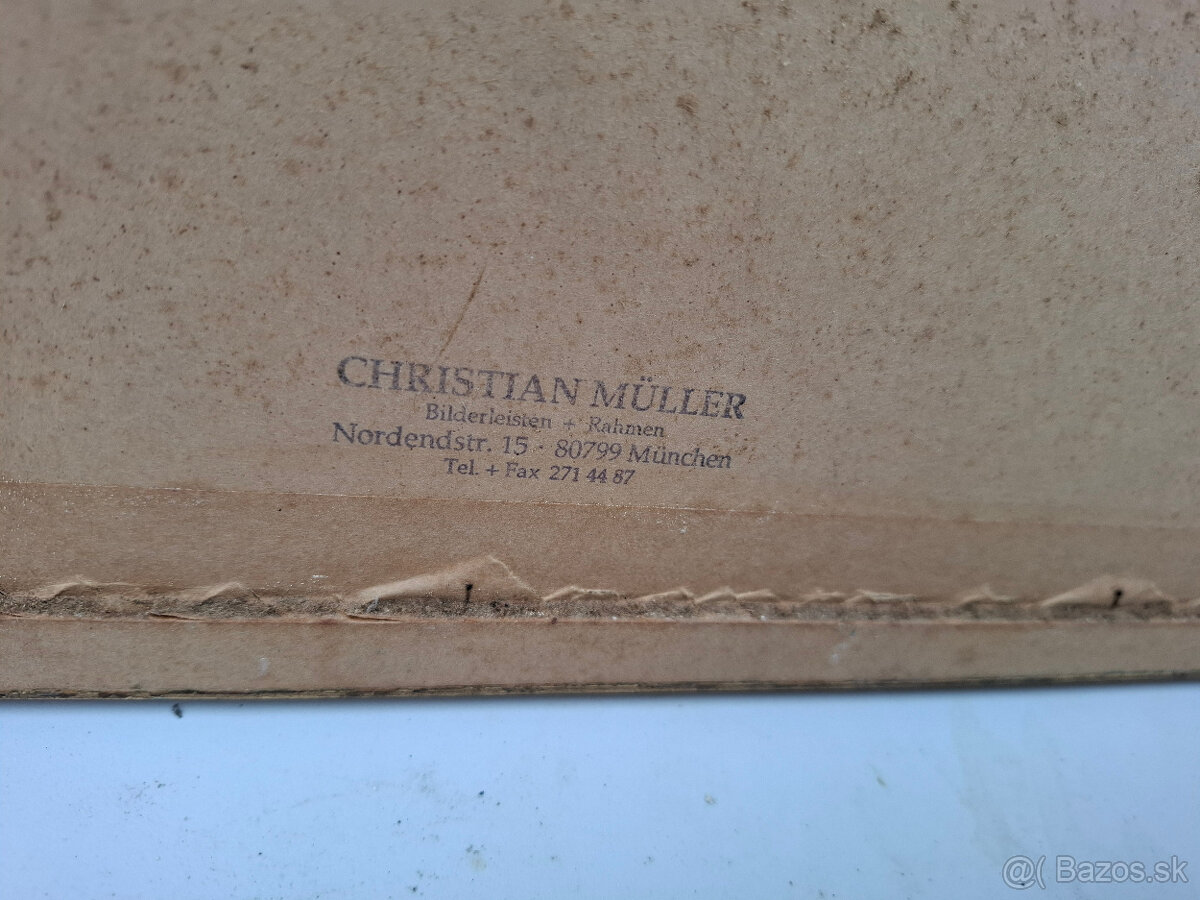 CHRISTIAN MÜLLER
Bilderleisten + Rahmen
Nordendstr. 15 · 80799 München
Tel. + Fax 271 44 87
@( Bazos.sk